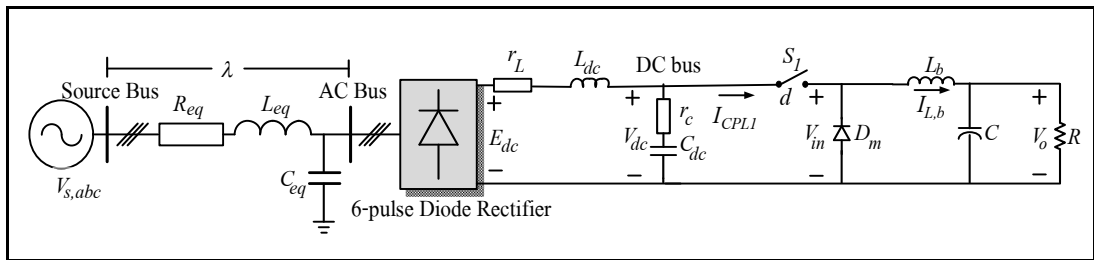 λ
Source Bus
R_eq
L_eq
AC Bus
V_s,abc
C_eq
6-pulse Diode Rectifier
+
E_dc
−
r_L
L_dc
DC bus
+
V_dc
−
r_c
C_dc
I_CPL1
S_1
d
+
V_in
−
D_m
L_b
I_L,b
C
+
V_o
−
R